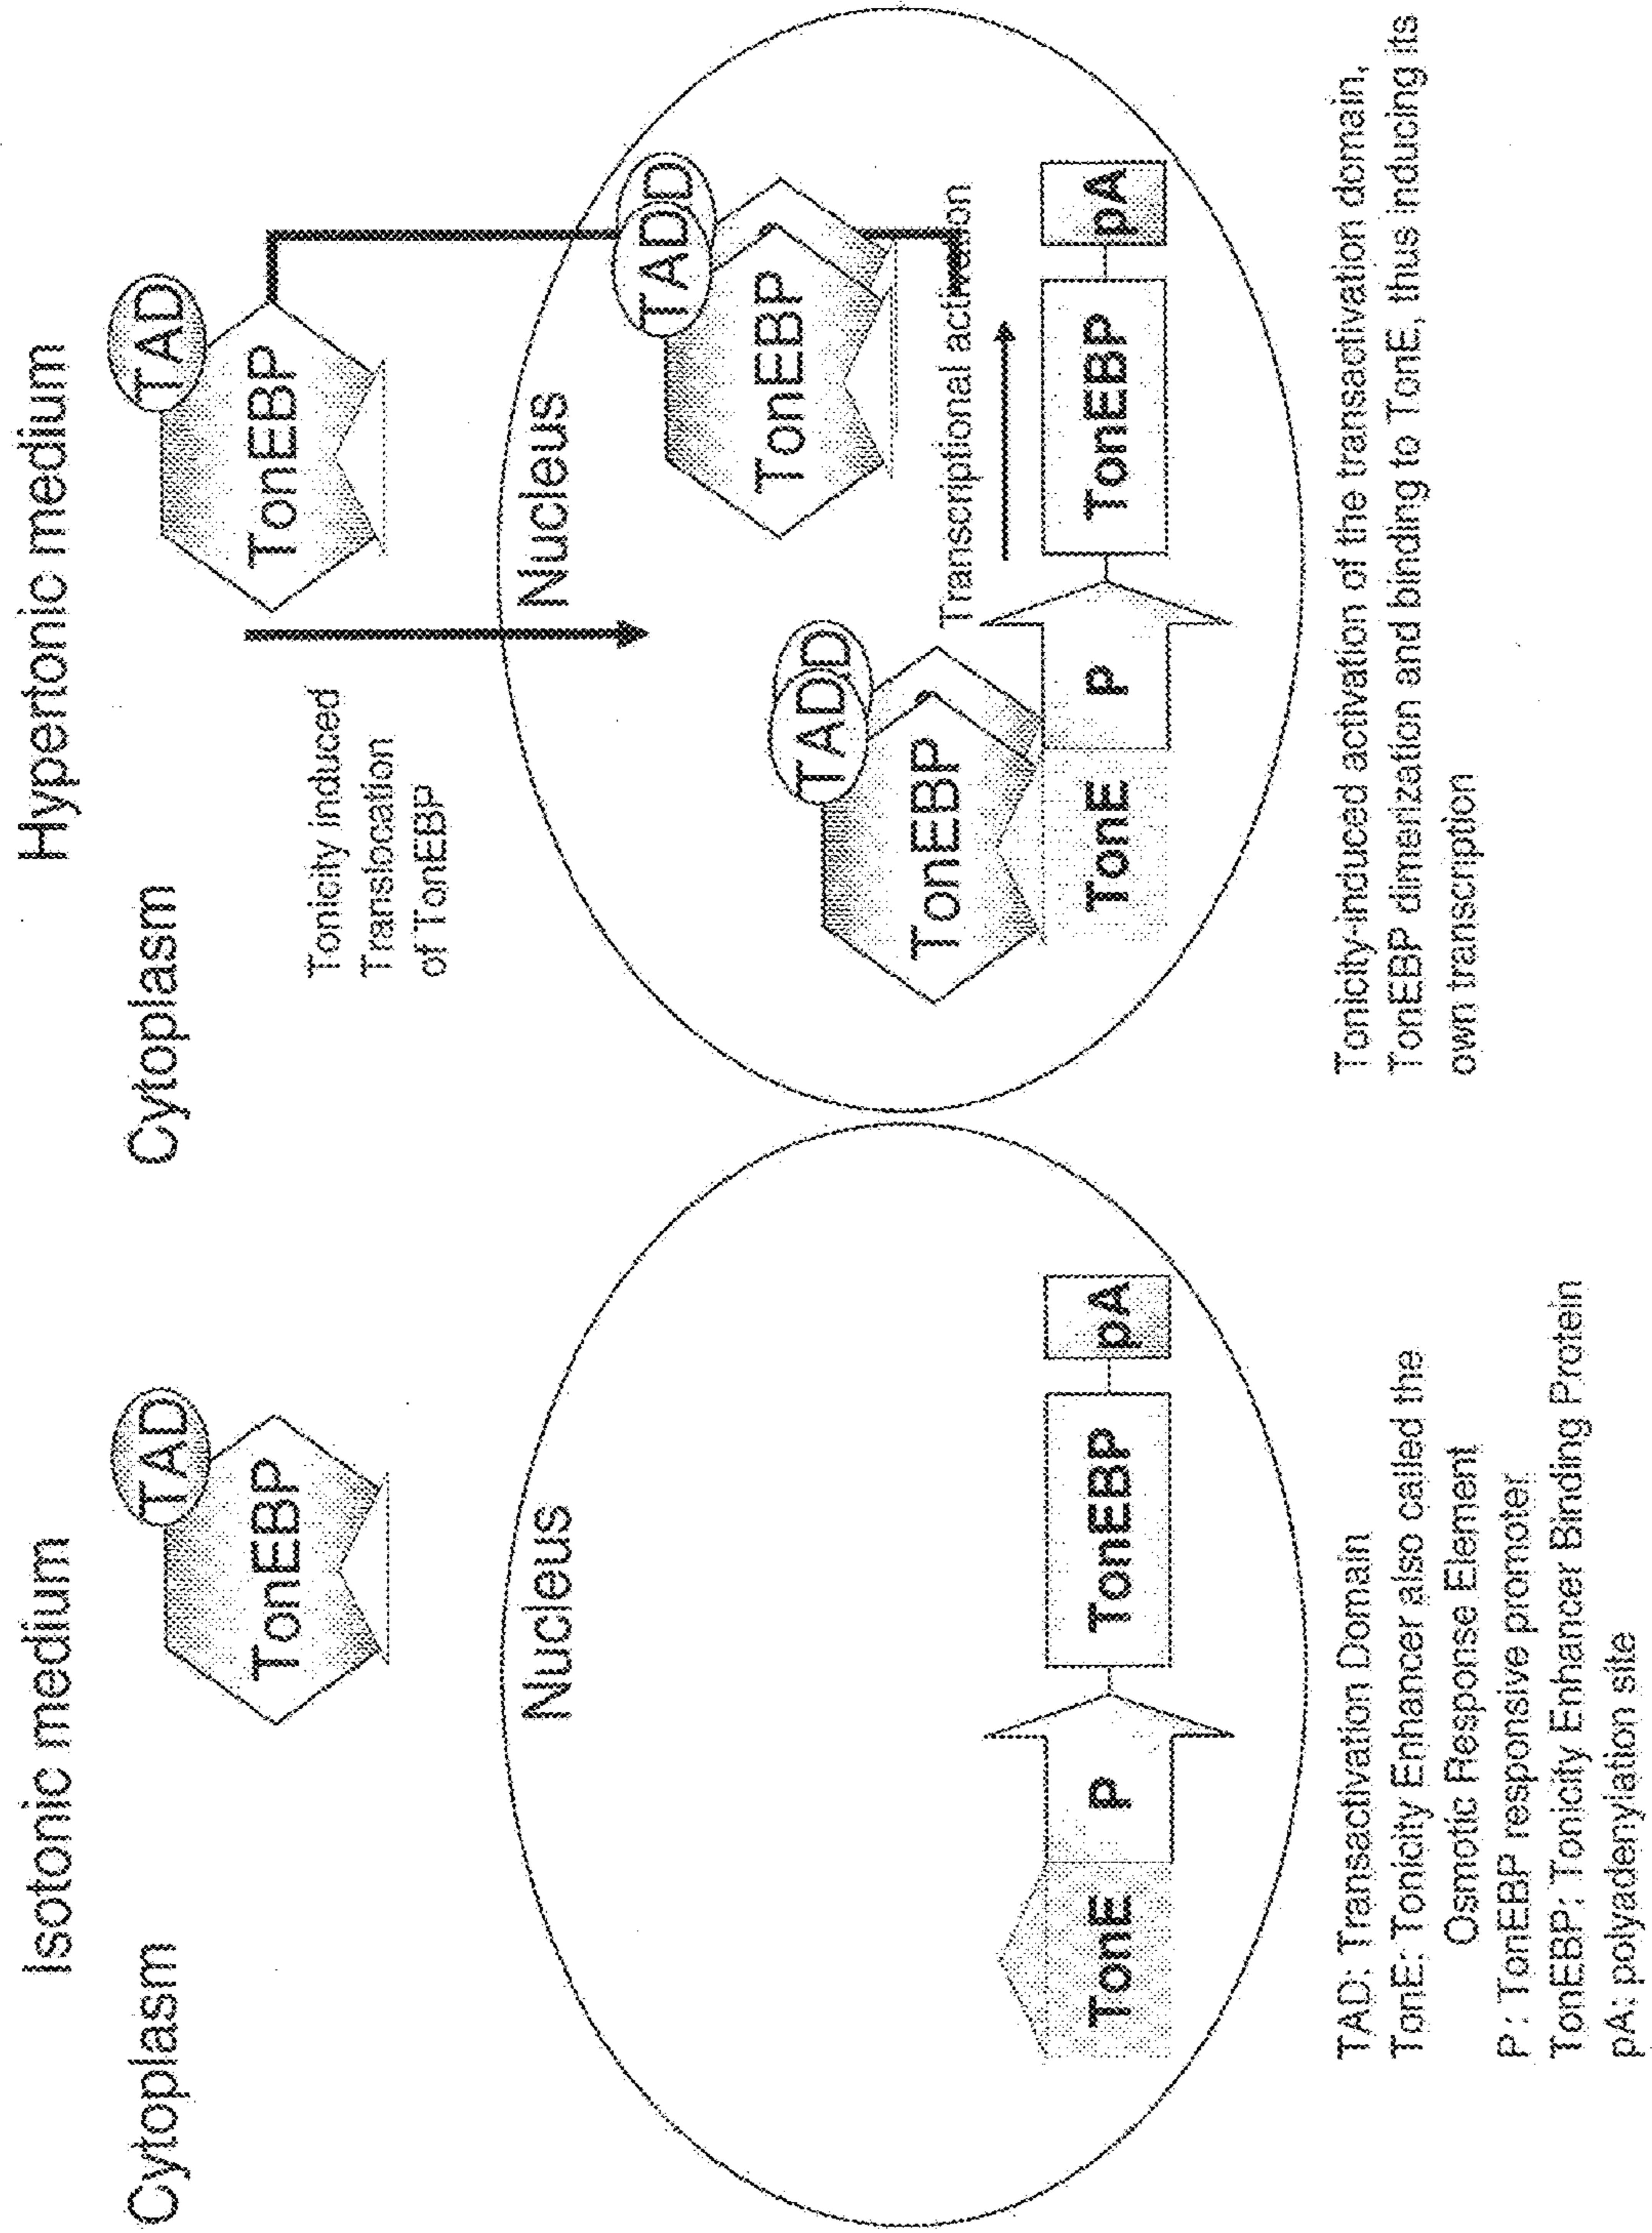 Isotonic medium
Cytoplasm
TAD
TonEBP
Nucleus
TonE
P
TonEBP
pA
TAD: Transactivation Domain
TonE: Tonicity Enhancer also called the
Osmotic Response Element
P: TonEBP responsive promoter
TonEBP: Tonicity Enhancer Binding Protein
pA: polyadenylation site
Hypertonic medium
Cytoplasm
TAD
TonEBP
Tonicity induced
Translocation
of TonEBP
Nucleus
TAD
D
TonEBP
TAD
D
TonEBP
Transcriptional activation
TonE
P
TonEBP
pA
Tonicity-induced activation of the transactivation domain,
TonEBP dimerization and binding to TonE, thus inducing its
own transcription